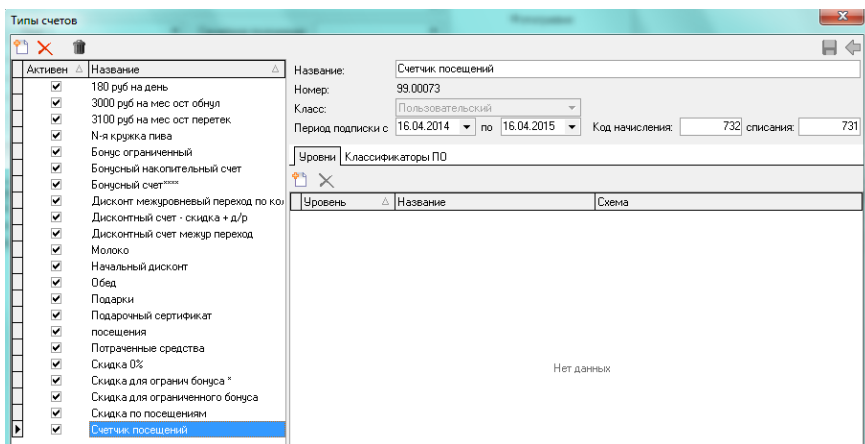 Типы счетов
Активен Название
180 руб на день
3000 руб на мес ост обнул
3100 руб на мес ост перетек
N-я кружка пива
Бонус ограниченный
Бонусный накопительный счет
Бонусный счет****
Дисконт межуровневый переход по кол
Дисконтный счет - скидка + д/р
Дисконтный счет межур переход
Молоко
Начальный дисконт
Обед
Подарки
Подарочный сертификат
посещения
Потраченные средства
Скидка 0%
Скидка для огранич бонуса *
Скидка для ограниченного бонуса
Скидка по посещениям
Счетчик посещений
Название: Счетчик посещений
Номер: 99.00073
Класс: Пользовательский
Период подписки с 16.04.2014 по 16.04.2015 Код начисления: 732 списания: 731
Уровни Классификаторы ПО
Уровень Название Схема
Нет данных